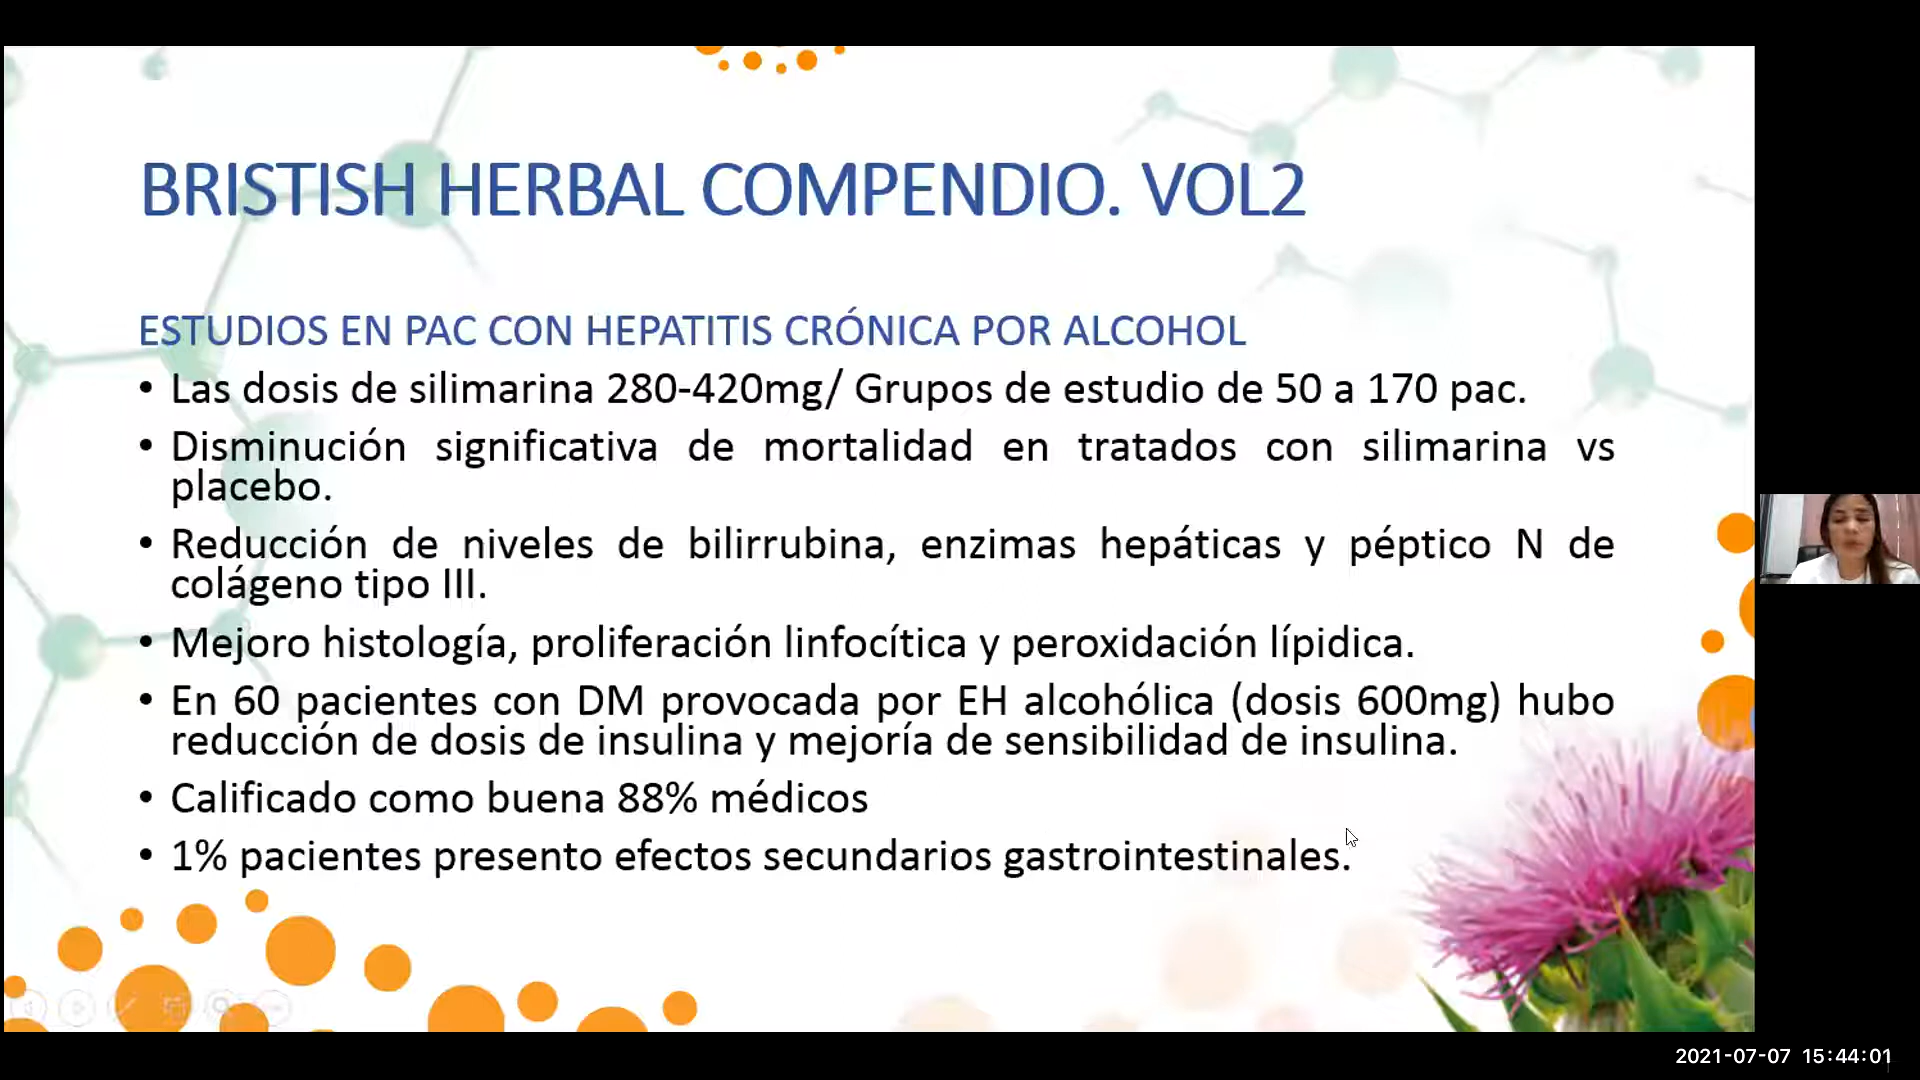 BRISTISH HERBAL COMPENDIO. VOL2
ESTUDIOS EN PAC CON HEPATITIS CRÓNICA POR ALCOHOL
• Las dosis de silimarina 280-420mg/ Grupos de estudio de 50 a 170 pac.
• Disminución significativa de mortalidad en tratados con silimarina vs
placebo.
• Reducción de niveles de bilirrubina, enzimas hepáticas y péptico N de
colágeno tipo III.
• Mejoro histología, proliferación linfocítica y peroxidación lípidica.
• En 60 pacientes con DM provocada por EH alcohólica (dosis 600mg) hubo
reducción de dosis de insulina y mejoría de sensibilidad de insulina.
• Calificado como buena 88% médicos
• 1% pacientes presento efectos secundarios gastrointestinales.
2021-07-07 15:44:01